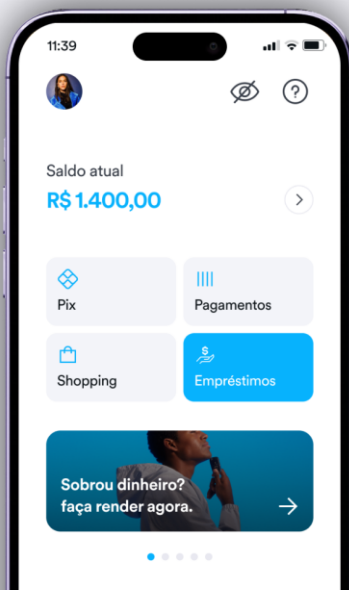 11:39
Saldo atual
R$ 1.400,00
Pix
Pagamentos
Shopping
Empréstimos
Sobrou dinheiro?
faça render agora.